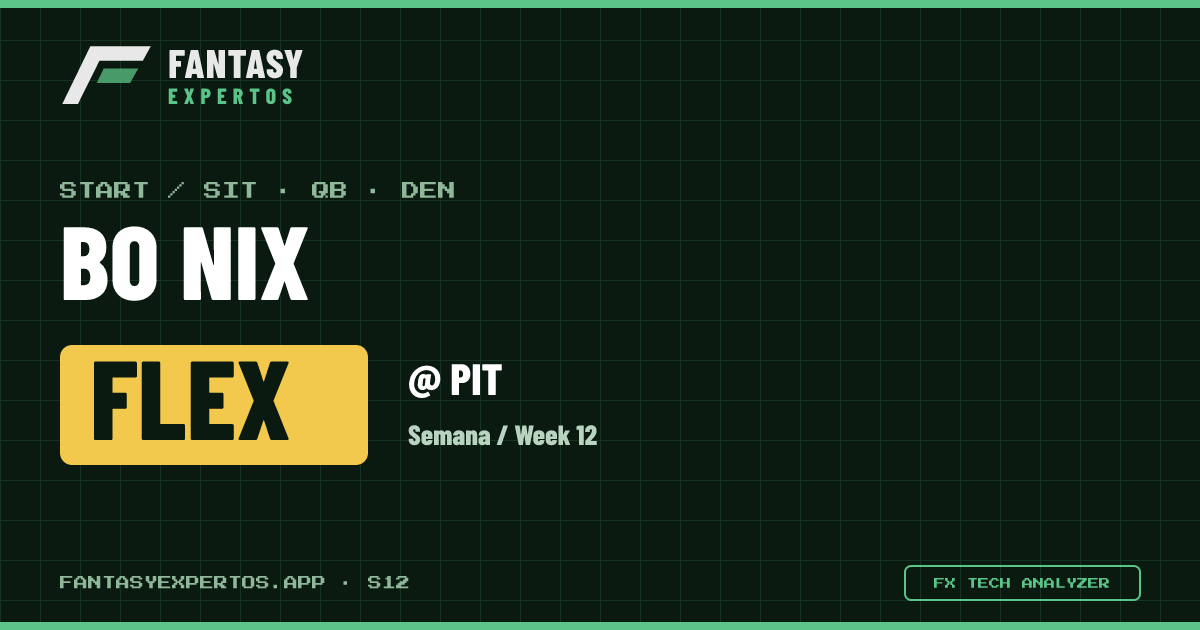 FANTASY
EXPERTOS
START / SIT · QB · DEN
BO NIX
FLEX
@ PIT
Semana / Week 12
FANTASYEXPERTOS.APP · S12
FX TECH ANALYZER